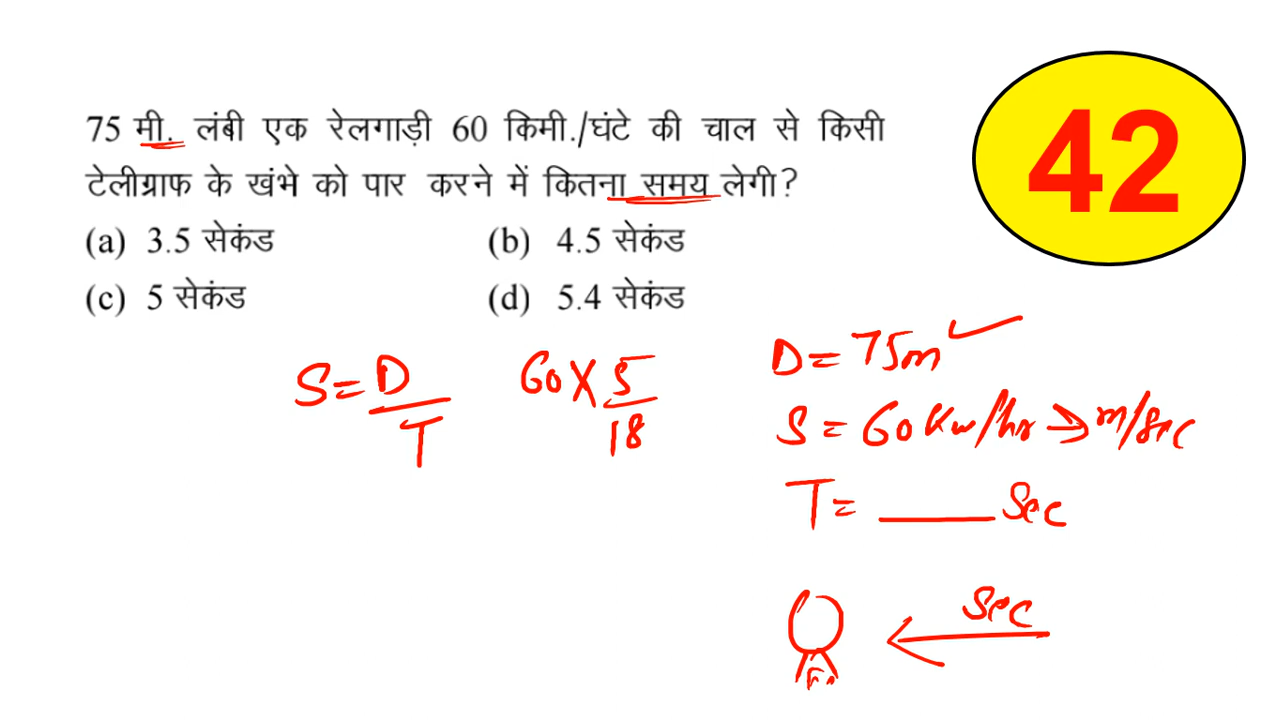 75 मी. लंबी एक रेलगाड़ी 60 किमी./घंटे की चाल से किसी
टेलीग्राफ के खंभे को पार करने में कितना समय लेगी?
(a) 3.5 सेकंड (b) 4.5 सेकंड
(c) 5 सेकंड (d) 5.4 सेकंड
42
S = D/T 60 X 5/18
D = 75m ✓
S = 60 Km/hr → m/sec
T = ____ Sec
Sec